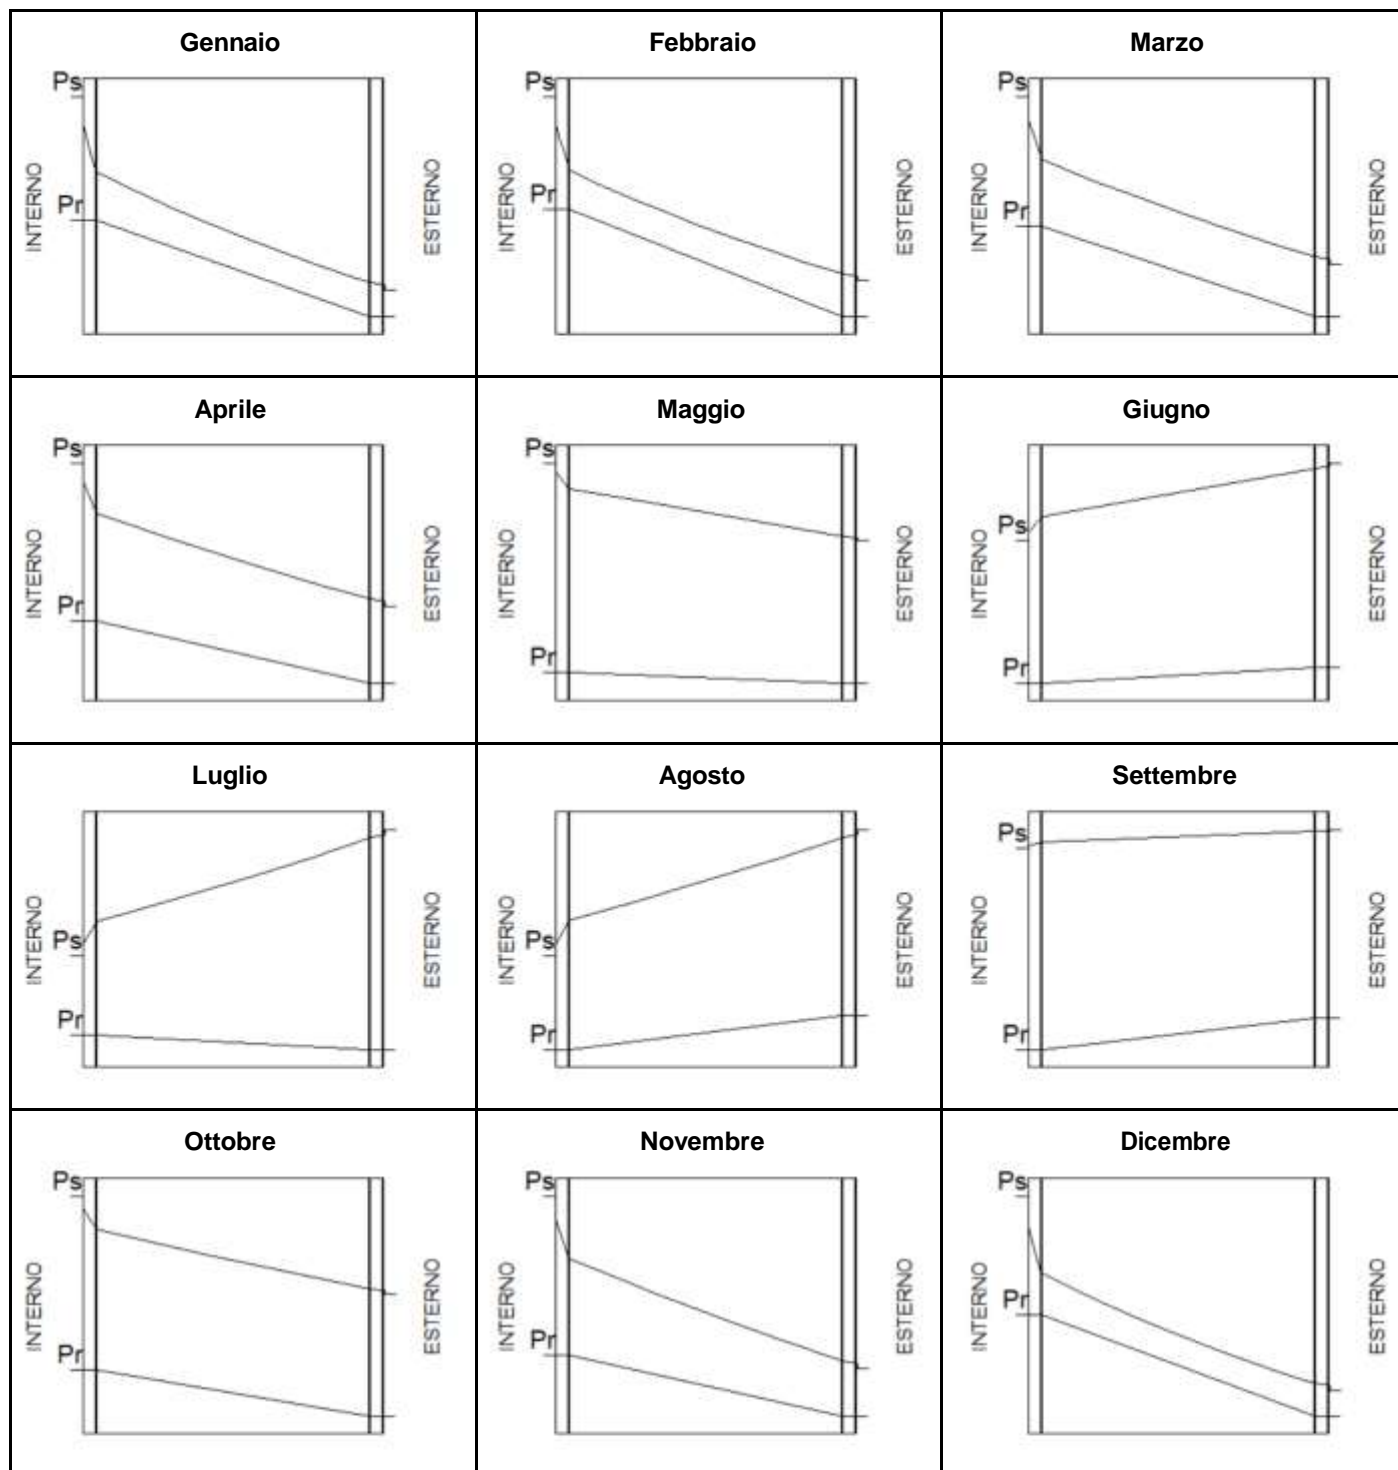 Gennaio
Ps
Pr
INTERNO
ESTERNO
Febbraio
Ps
Pr
INTERNO
ESTERNO
Marzo
Ps
Pr
INTERNO
ESTERNO
Aprile
Ps
Pr
INTERNO
ESTERNO
Maggio
Ps
Pr
INTERNO
ESTERNO
Giugno
Ps
Pr
INTERNO
ESTERNO
Luglio
Ps
Pr
INTERNO
ESTERNO
Agosto
Ps
Pr
INTERNO
ESTERNO
Settembre
Ps
Pr
INTERNO
ESTERNO
Ottobre
Ps
Pr
INTERNO
ESTERNO
Novembre
Ps
Pr
INTERNO
ESTERNO
Dicembre
Ps
Pr
INTERNO
ESTERNO